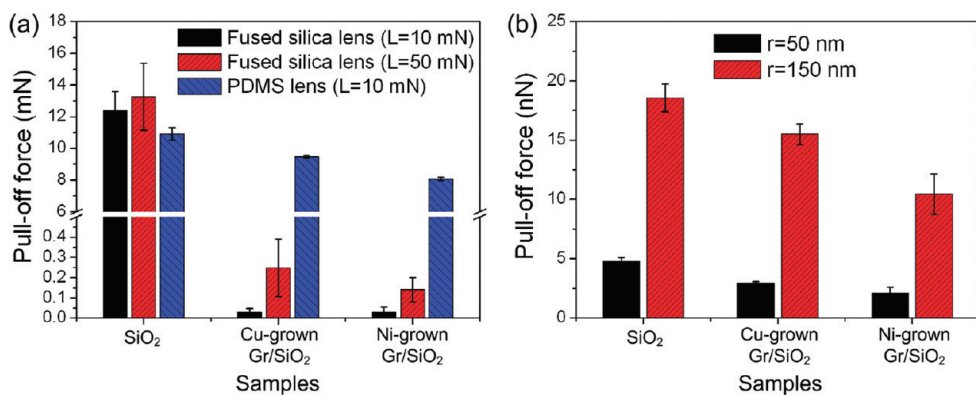 (a)
Fused silica lens (L=10 mN)
Fused silica lens (L=50 mN)
PDMS lens (L=10 mN)
Pull-off force (mN)
18
16
14
12
10
8
6
0.4
0.3
0.2
0.1
0.0
SiO₂
Cu-grown
Gr/SiO₂
Ni-grown
Gr/SiO₂
Samples
(b)
r=50 nm
r=150 nm
Pull-off force (nN)
25
20
15
10
5
0
SiO₂
Cu-grown
Gr/SiO₂
Ni-grown
Gr/SiO₂
Samples